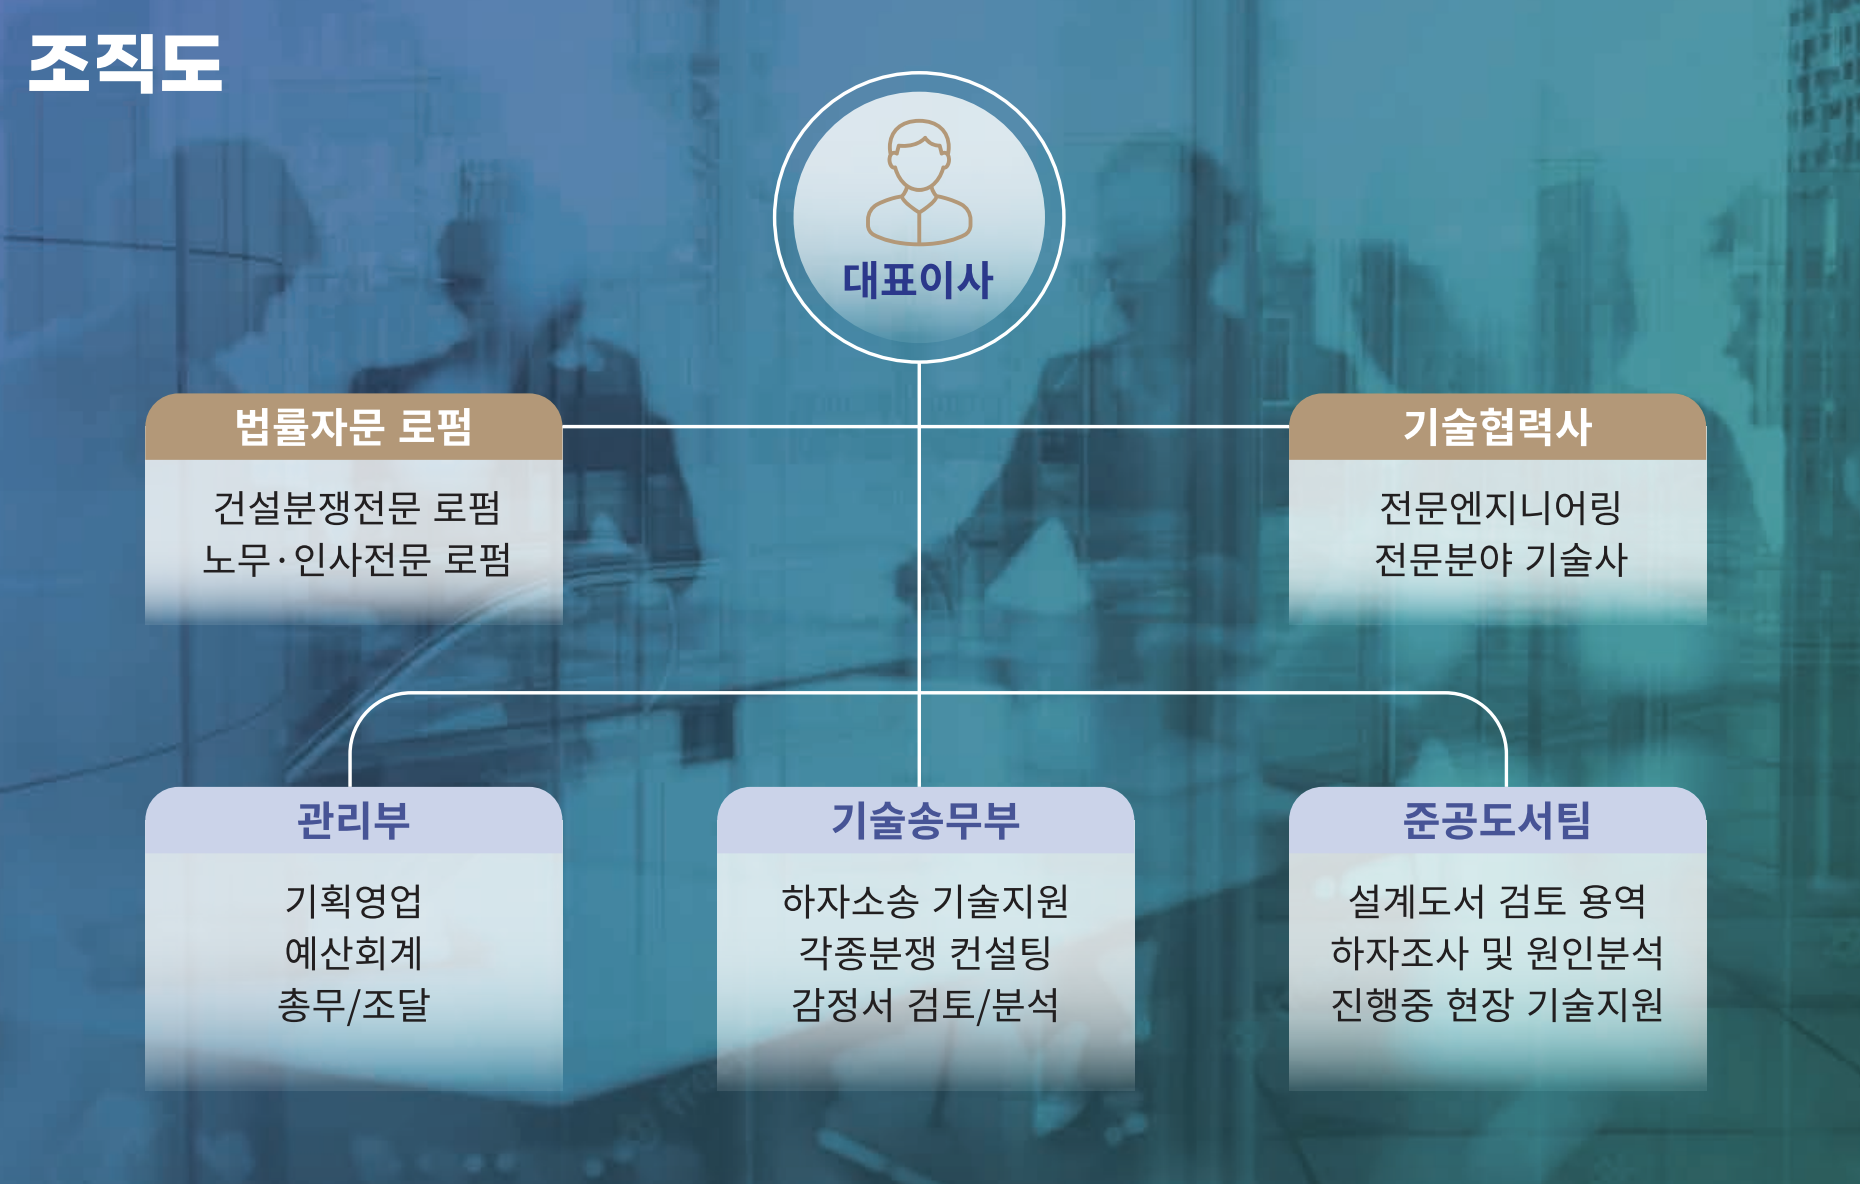 조직도
대표이사
법률자문 로펌
건설분쟁전문 로펌
노무·인사전문 로펌
기술협력사
전문엔지니어링
전문분야 기술사
관리부
기획영업
예산회계
총무/조달
기술송무부
하자소송 기술지원
각종분쟁 컨설팅
감정서 검토/분석
준공도서팀
설계도서 검토 용역
하자조사 및 원인분석
진행중 현장 기술지원